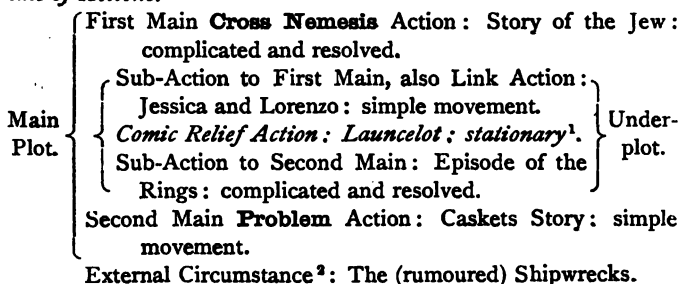 First Main Cross Nemesis Action : Story of the Jew :
complicated and resolved.
Sub-Action to First Main, also Link Action :
Jessica and Lorenzo : simple movement.
Main
Plot.
Comic Relief Action : Launcelot ; stationary¹.
Under-
plot.
Sub-Action to Second Main : Episode of the
Rings : complicated and resolved.
Second Main Problem Action : Caskets Story : simple
movement.
External Circumstance² : The (rumoured) Shipwrecks.